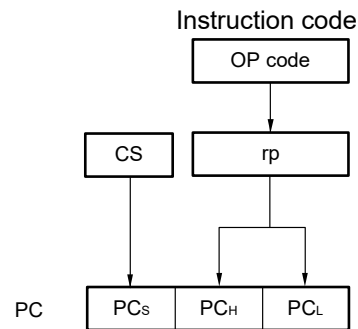 Instruction code
OP code
CS
rp
PC
PCS
PCH
PCL